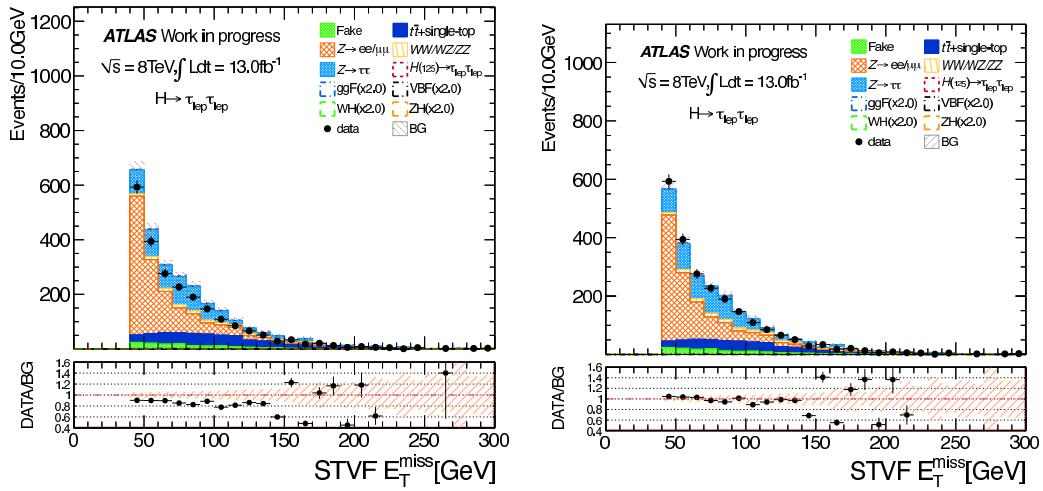 Events/10.0GeV
1200
1000
800
600
400
200
ATLAS Work in progress
√s = 8TeV,∫ Ldt = 13.0fb⁻¹
H→ τlepτlep
Fake
Z→ ee/μμ
Z→ ττ
ggF(x2.0)
WH(x2.0)
data
tt̄+single-top
WW/WZ/ZZ
H(125)→τlepτlep
VBF(x2.0)
ZH(x2.0)
BG
DATA/BG
1.6
1.4
1.2
1.0
0.8
0.6
0.4
0 50 100 150 200 250 300
STVF E_T^miss[GeV]
Events/10.0GeV
1000
800
600
400
200
ATLAS Work in progress
√s = 8TeV,∫ Ldt = 13.0fb⁻¹
H→ τlepτlep
Fake
Z→ ee/μμ
Z→ ττ
ggF(x2.0)
WH(x2.0)
data
tt̄+single-top
WW/WZ/ZZ
H(125)→τlepτlep
VBF(x2.0)
ZH(x2.0)
BG
DATA/BG
1.6
1.4
1.2
1.0
0.8
0.6
0.4
0 50 100 150 200 250 300
STVF E_T^miss[GeV]